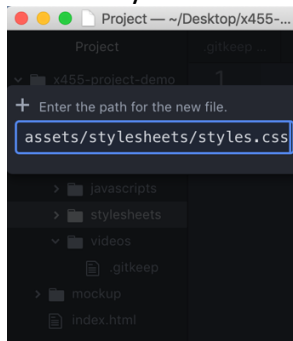 Project — ~/Desktop/x455-...
Project
.gitkeep ...
x455-project-demo
1
Enter the path for the new file.
assets/stylesheets/styles.css
javascripts
stylesheets
videos
.gitkeep
mockup
index.html